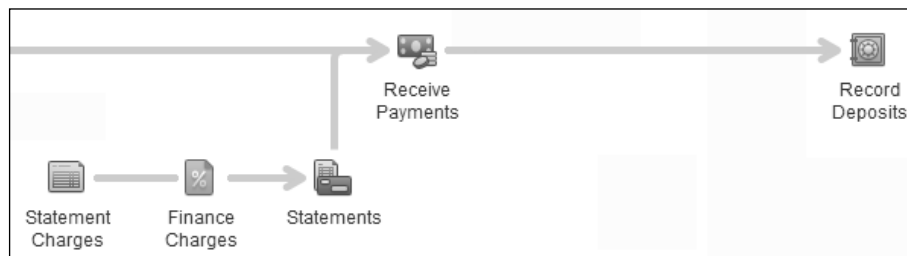 Receive
Payments
Record
Deposits
Statement
Charges
Finance
Charges
Statements